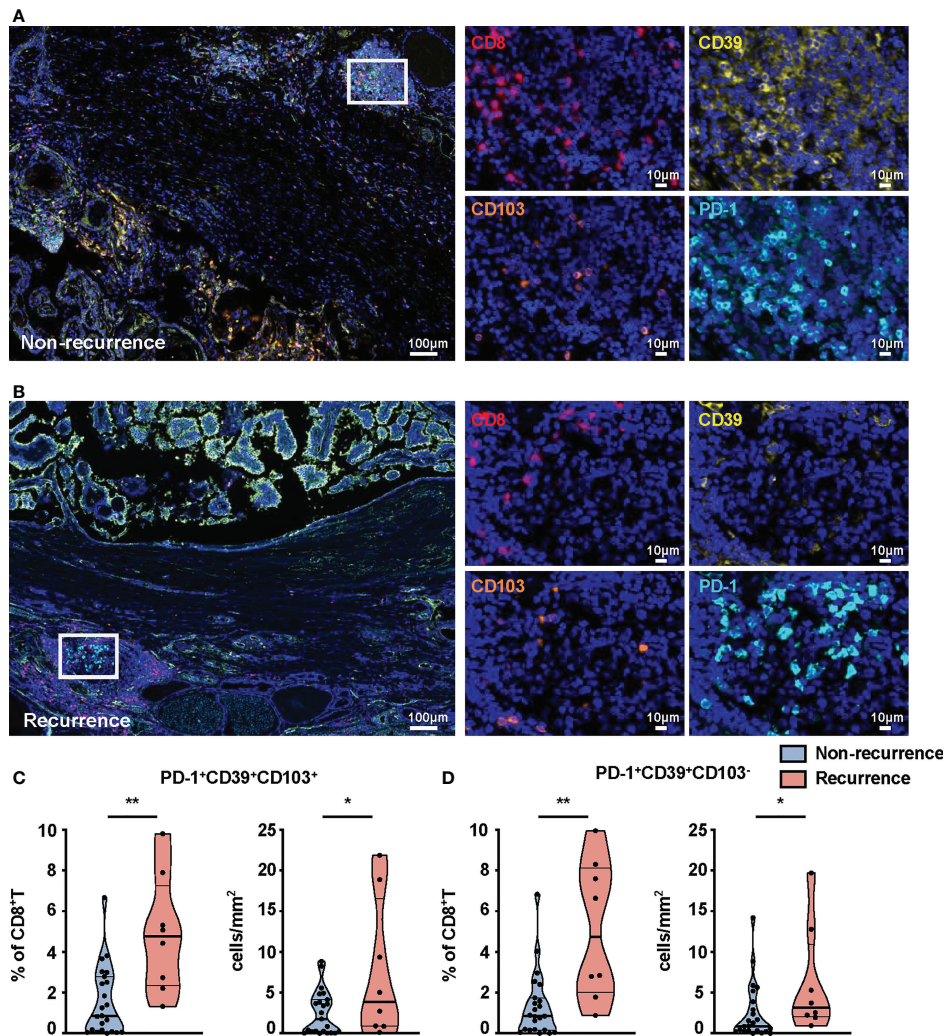 A
CD8
CD39
10µm
10µm
CD103
PD-1
Non-recurrence
100µm
10µm
10µm
B
CD8
CD39
10µm
10µm
CD103
PD-1
Recurrence
100µm
10µm
10µm
Non-recurrence
Recurrence
C
PD-1⁺CD39⁺CD103⁺
D
PD-1⁺CD39⁺CD103⁻
**
*
**
*
% of CD8⁺T
10
8
6
4
2
0
cells/mm²
25
20
15
10
5
0
% of CD8⁺T
10
8
6
4
2
0
cells/mm²
25
20
15
10
5
0